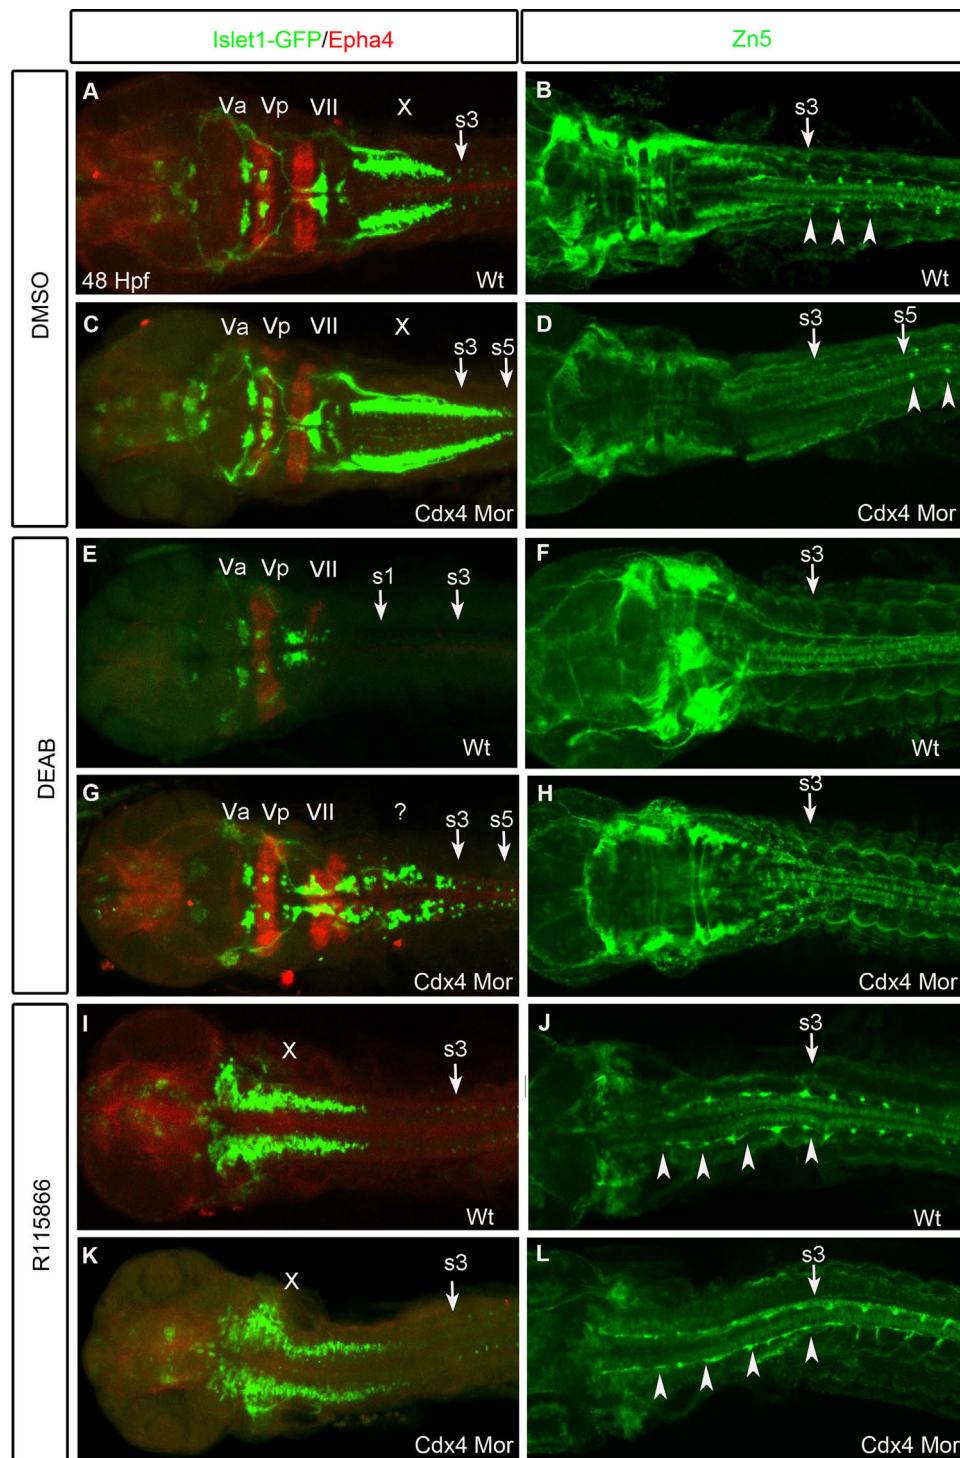 Islet1-GFP/Epha4
Zn5
DMSO
A
Va
Vp
VII
X
s3
48 Hpf
Wt
B
s3
Wt
C
Va
Vp
VII
X
s3
s5
Cdx4 Mor
D
s3
s5
Cdx4 Mor
DEAB
E
Va
Vp
VII
s1
s3
Wt
F
s3
Wt
G
Va
Vp
VII
?
s3
s5
Cdx4 Mor
H
s3
Cdx4 Mor
R115866
I
X
s3
Wt
J
s3
Wt
K
X
s3
Cdx4 Mor
L
s3
Cdx4 Mor